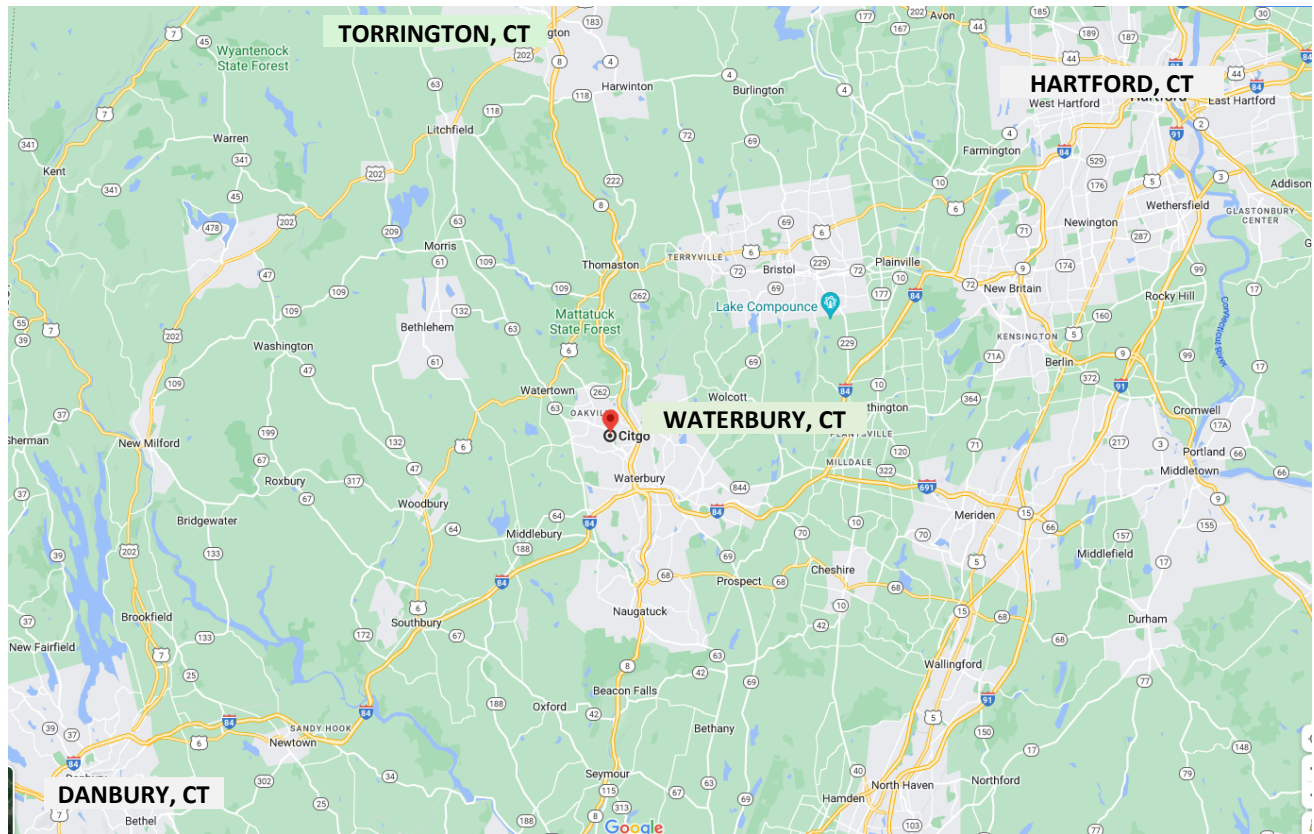 TORRINGTON, CT
HARTFORD, CT
WATERBURY, CT
DANBURY, CT
Wyantenock
State Forest
Harwinton
Burlington
Avon
West Hartford
East Hartford
Litchfield
Farmington
Warren
Kent
Addison
Newington
Wethersfield
GLASTONBURY
CENTER
Morris
Thomaston
TERRYVILLE
Bristol
Plainville
New Britain
Rocky Hill
Connecticut River
Lake Compounce
Mattatuck
State Forest
Bethlehem
Washington
KENSINGTON
Berlin
Watertown
Wolcott
Cromwell
Citgo
PLANTSVILLE
Sherman
New Milford
Portland
MILLDALE
Middletown
Waterbury
Roxbury
Woodbury
Meriden
Bridgewater
Middlebury
Middlefield
Prospect
Cheshire
Naugatuck
Brookfield
Southbury
Durham
New Fairfield
Wallingford
Beacon Falls
Oxford
Bethany
SANDY HOOK
Newtown
Seymour
North Haven
Northford
Hamden
Bethel
Google